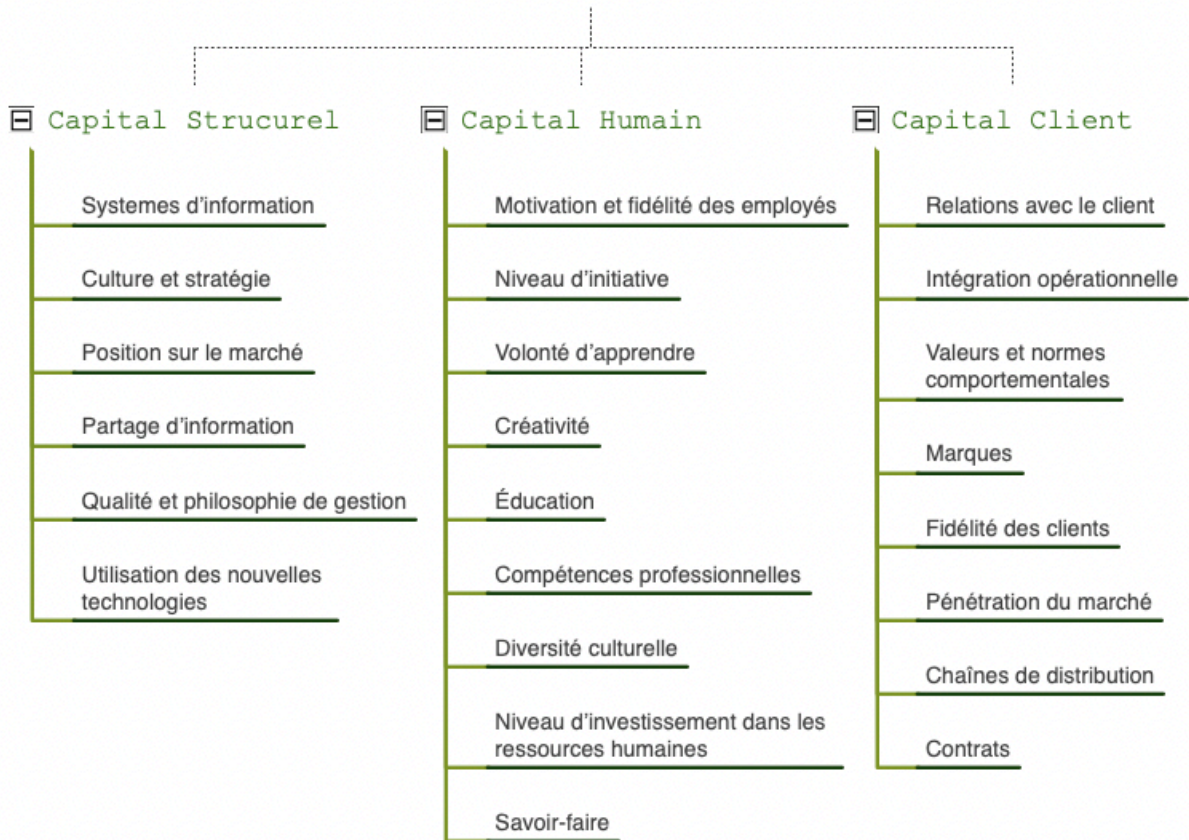 Capital Strucurel
Systemes d'information
Culture et stratégie
Position sur le marché
Partage d'information
Qualité et philosophie de gestion
Utilisation des nouvelles
technologies
Capital Humain
Motivation et fidélité des employés
Niveau d'initiative
Volonté d'apprendre
Créativité
Éducation
Compétences professionnelles
Diversité culturelle
Niveau d'investissement dans les
ressources humaines
Savoir-faire
Capital Client
Relations avec le client
Intégration opérationnelle
Valeurs et normes
comportementales
Marques
Fidélité des clients
Pénétration du marché
Chaînes de distribution
Contrats